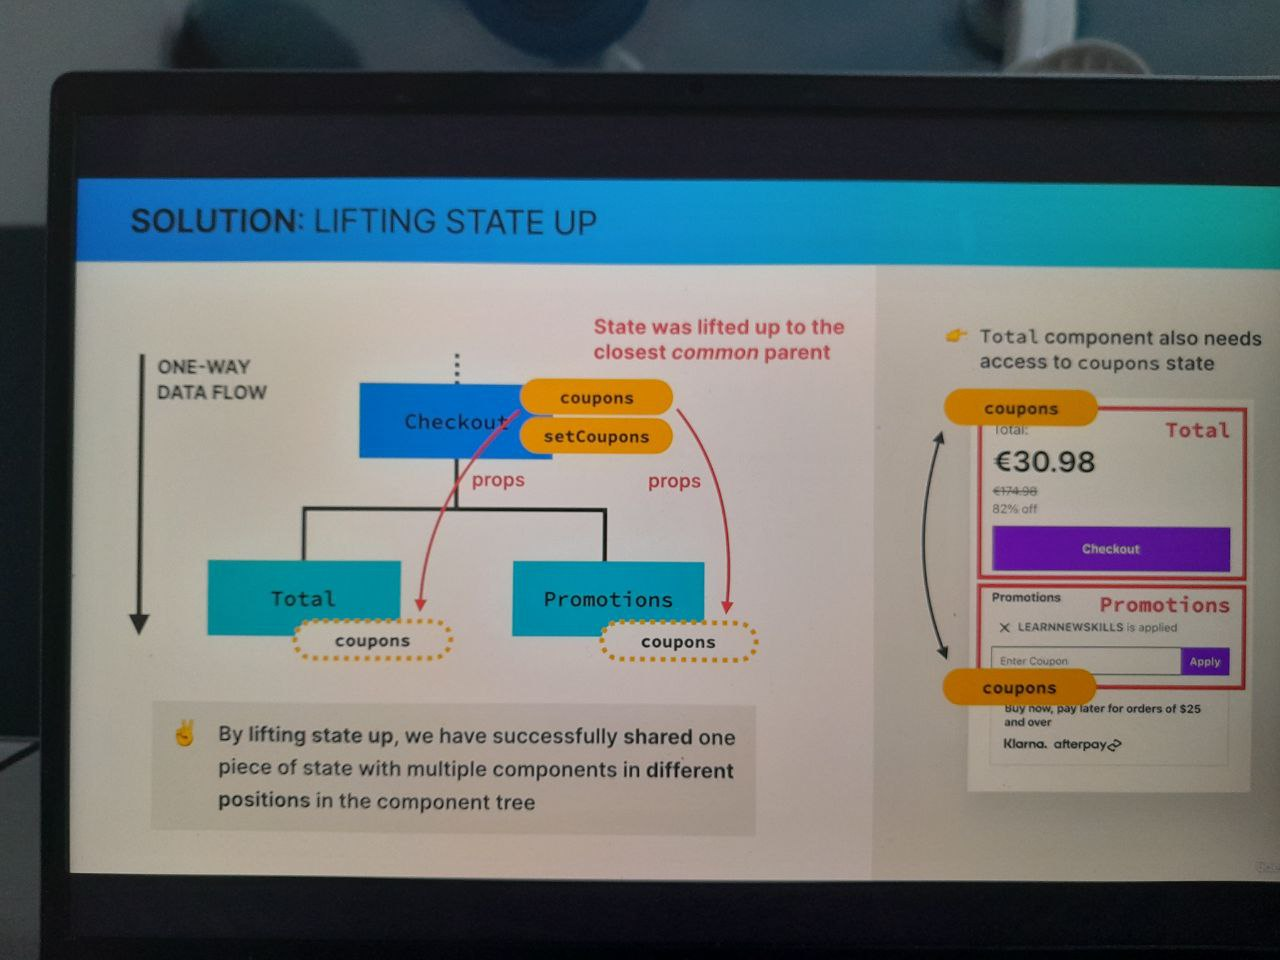 SOLUTION: LIFTING STATE UP
ONE-WAY
DATA FLOW
State was lifted up to the
closest common parent
Checkout
coupons
setCoupons
props
props
Total
Promotions
coupons
coupons
✌️ By lifting state up, we have successfully shared one
piece of state with multiple components in different
positions in the component tree
👉 Total component also needs
access to coupons state
coupons
Total:
Total
€30.98
€174.98
82% off
Checkout
Promotions
Promotions
LEARNNEWSKILLS is applied
Enter Coupon
Apply
coupons
Buy now, pay later for orders of $25
and over
Klarna. afterpay